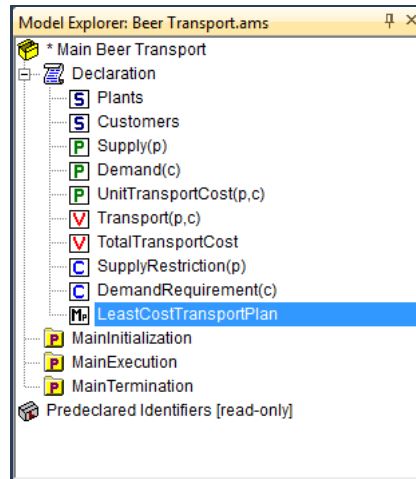 Model Explorer: Beer Transport.ams
* Main Beer Transport
Declaration
S Plants
S Customers
P Supply(p)
P Demand(c)
P UnitTransportCost(p,c)
V Transport(p,c)
V TotalTransportCost
C SupplyRestriction(p)
C DemandRequirement(c)
MP LeastCostTransportPlan
P MainInitialization
P MainExecution
P MainTermination
Predeclared Identifiers [read-only]